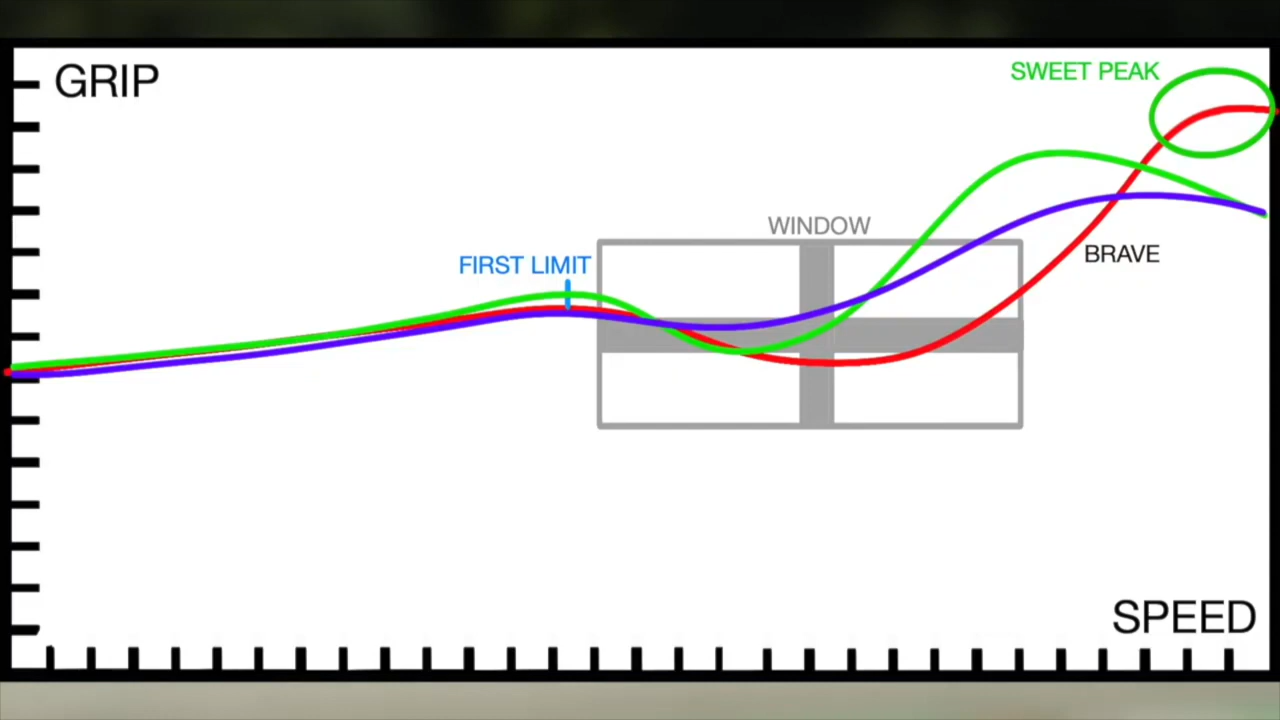 GRIP
SWEET PEAK
WINDOW
FIRST LIMIT
BRAVE
SPEED